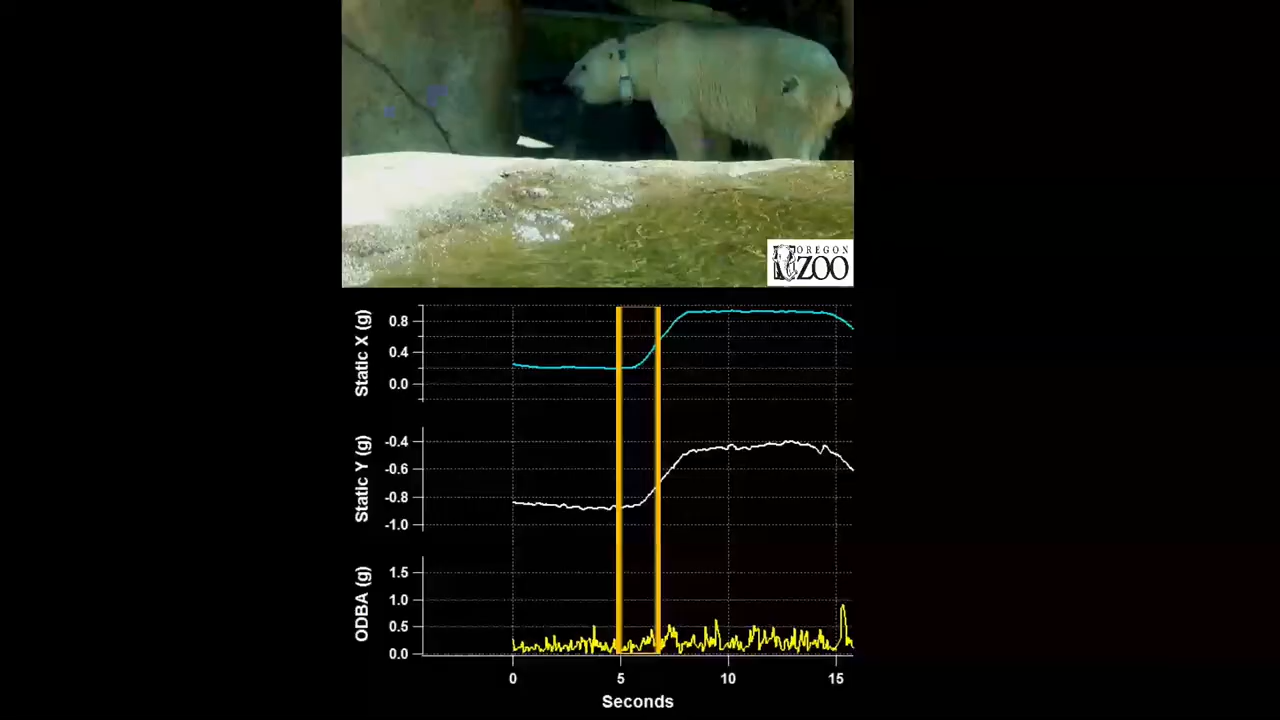 OREGON
ZOO
Static X (g)
0.8
0.4
0.0
Static Y (g)
-0.4
-0.6
-0.8
-1.0
ODBA (g)
1.5
1.0
0.5
0.0
0 5 10 15
Seconds